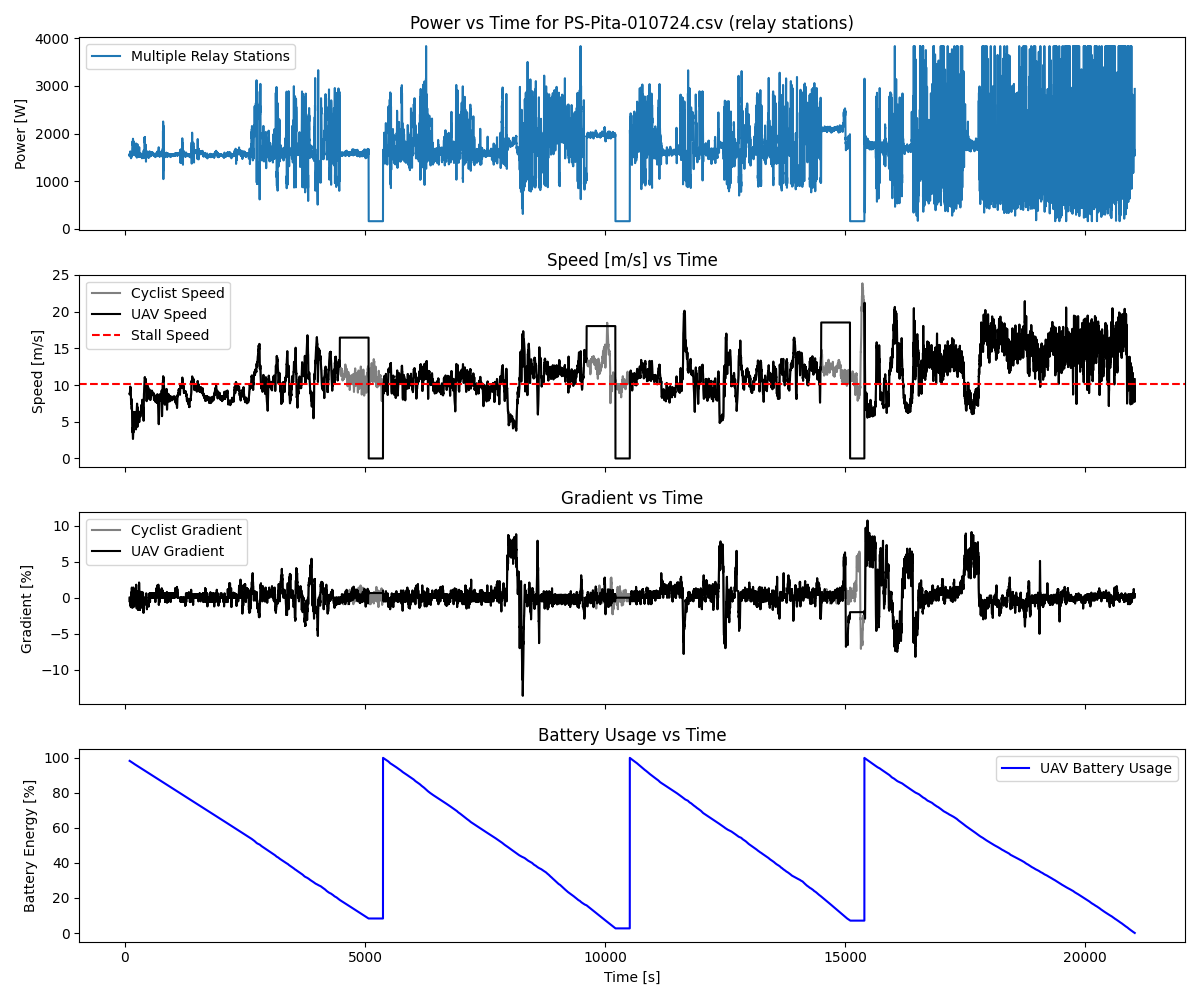 Power vs Time for PS-Pita-010724.csv (relay stations)
4000
3000
2000
1000
0
Power [W]
Multiple Relay Stations
Speed [m/s] vs Time
25
20
15
10
5
0
Speed [m/s]
Cyclist Speed
UAV Speed
Stall Speed
Gradient vs Time
10
5
0
−5
−10
Gradient [%]
Cyclist Gradient
UAV Gradient
Battery Usage vs Time
100
80
60
40
20
0
Battery Energy [%]
UAV Battery Usage
0 5000 10000 15000 20000
Time [s]